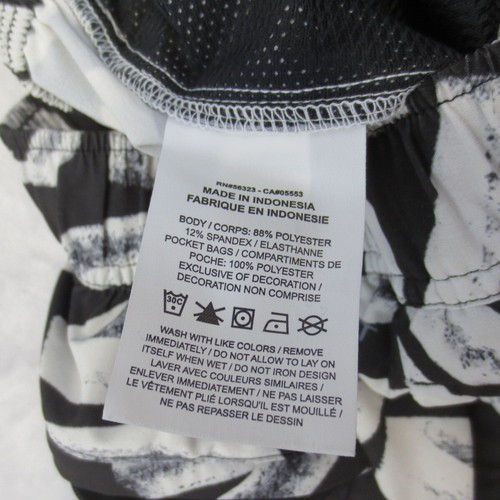 RN#56323 - CA#05553
MADE IN INDONESIA
FABRIQUE EN INDONESIE
BODY / CORPS: 88% POLYESTER
12% SPANDEX / ELASTHANNE
POCKET BAGS / COMPARTIMENTS DE
POCHE: 100% POLYESTER
EXCLUSIVE OF DECORATION /
DECORATION NON COMPRISE
30C
WASH WITH LIKE COLORS / REMOVE
IMMEDIATELY / DO NOT ALLOW TO LAY ON
ITSELF WHEN WET / DO NOT IRON DESIGN
LAVER AVEC COULEURS SIMILAIRES /
ENLEVER IMMEDIATEMENT / NE PAS LAISSER
LE VÊTEMENT PLIÉ LORSQU'IL EST MOUILLÉ /
NE PAS REPASSER LE DESSIN